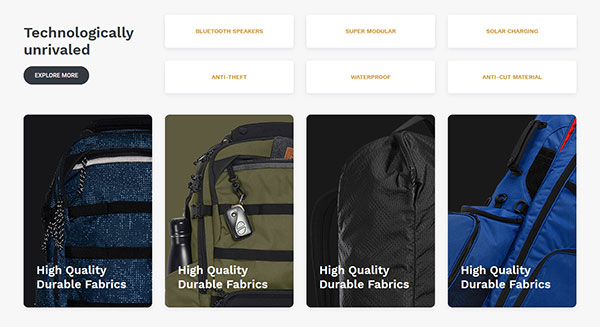 Technologically
unrivaled
EXPLORE MORE
BLUETOOTH SPEAKERS
SUPER MODULAR
SOLAR CHARGING
ANTI-THEFT
WATERPROOF
ANTI-CUT MATERIAL
High Quality
Durable Fabrics
High Quality
Durable Fabrics
High Quality
Durable Fabrics
High Quality
Durable Fabrics